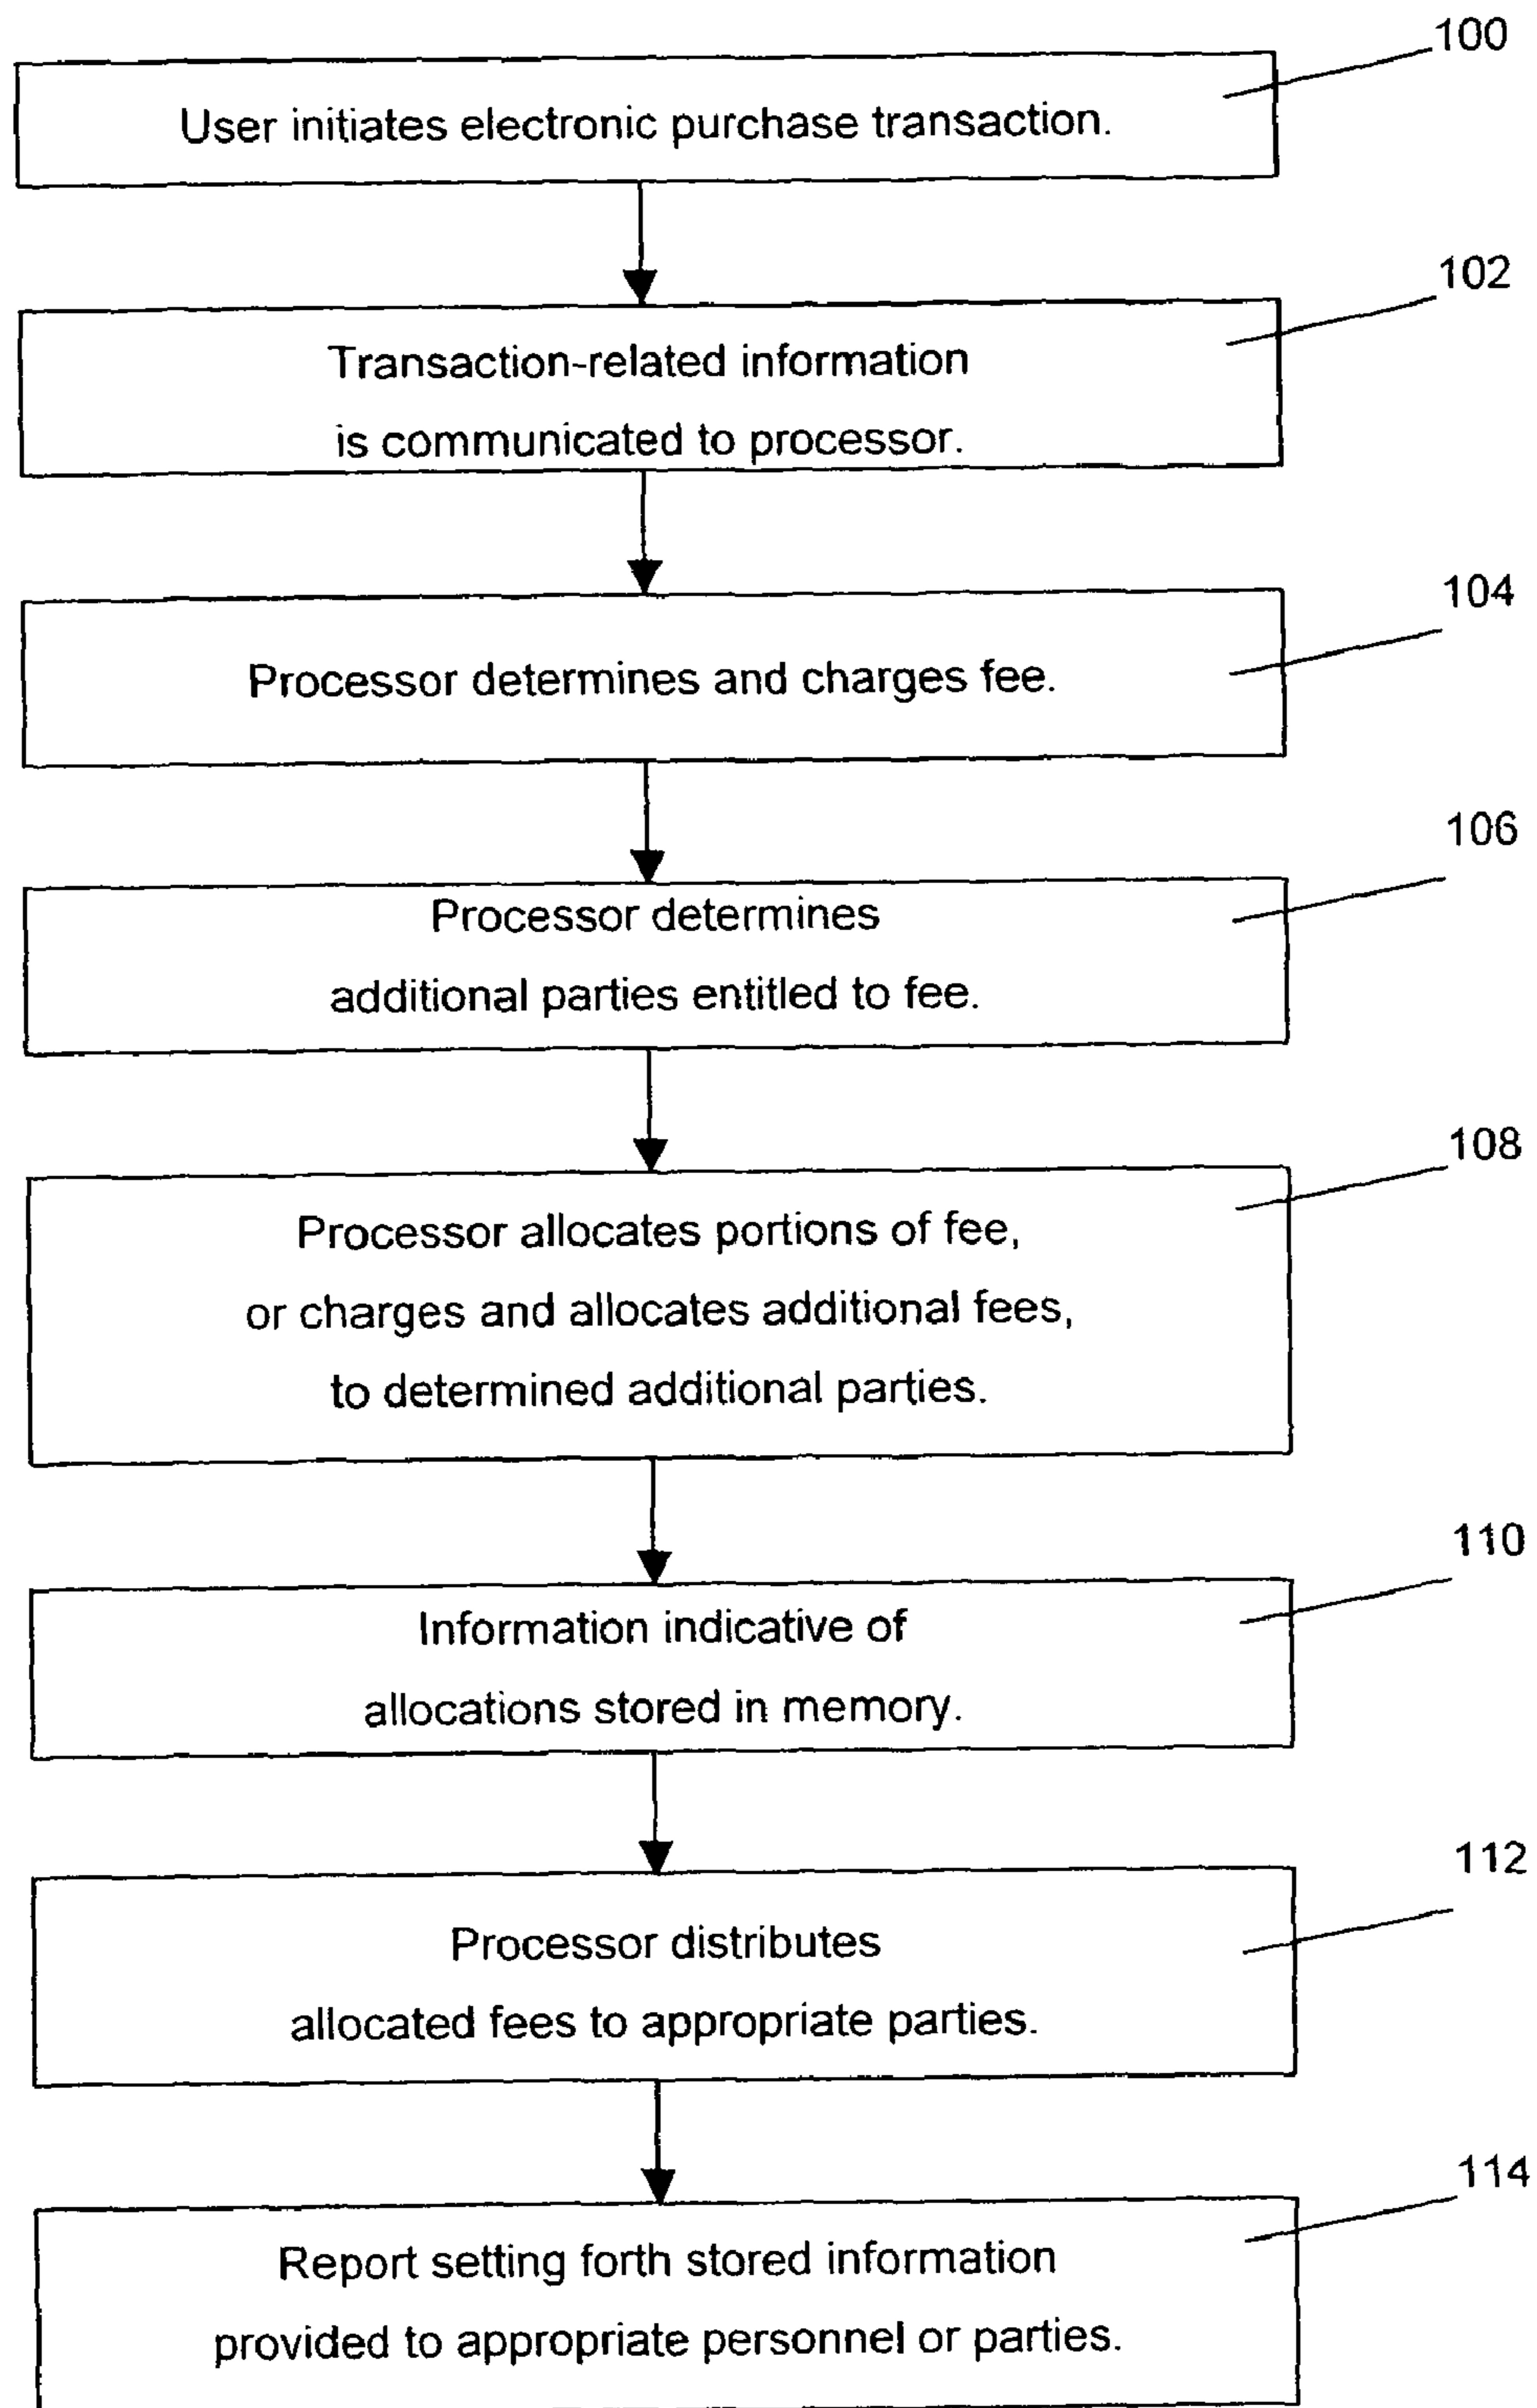 100
User initiates electronic purchase transaction.
102
Transaction-related information
is communicated to processor.
104
Processor determines and charges fee.
106
Processor determines
additional parties entitled to fee.
108
Processor allocates portions of fee,
or charges and allocates additional fees,
to determined additional parties.
110
Information indicative of
allocations stored in memory.
112
Processor distributes
allocated fees to appropriate parties.
114
Report setting forth stored information
provided to appropriate personnel or parties.